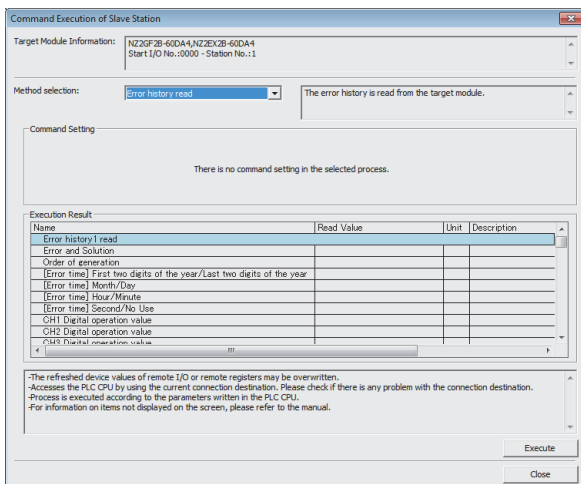 Command Execution of Slave Station
Target Module Information:
NZ2GF2B-60DA4,NZ2EX2B-60DA4
Start I/O No.:0000 - Station No.:1
Method selection:
Error history read
The error history is read from the target module.
Command Setting
There is no command setting in the selected process.
Execution Result
Name Read Value Unit Description
Error history1 read
Error and Solution
Order of generation
[Error time] First two digits of the year/Last two digits of the year
[Error time] Month/Day
[Error time] Hour/Minute
[Error time] Second/No Use
CH1 Digital operation value
CH2 Digital operation value
CH3 Digital operation value
-The refreshed device values of remote I/O or remote registers may be overwritten.
-Accesses the PLC CPU by using the current connection destination. Please check if there is any problem with the connection destination.
-Process is executed according to the parameters written in the PLC CPU.
-For information on items not displayed on the screen, please refer to the manual.
Execute
Close